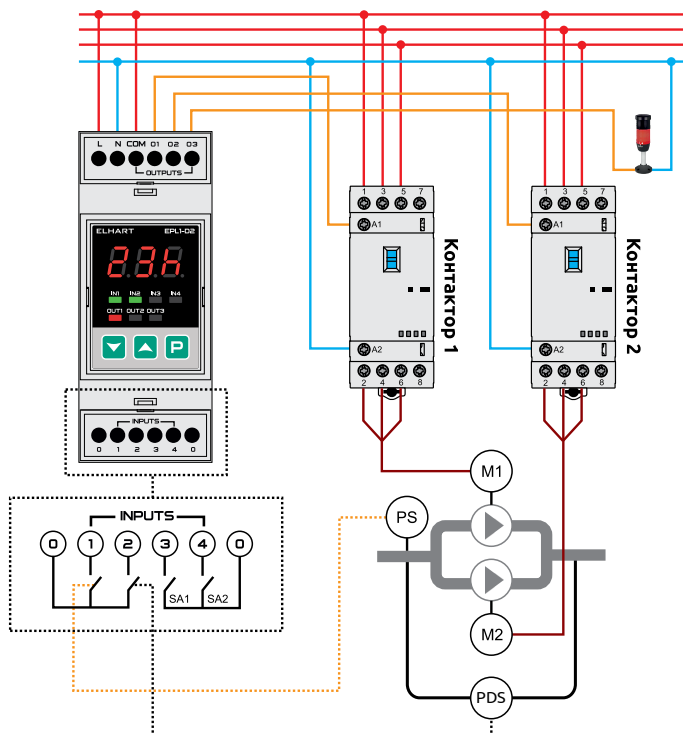 L N COM O1 O2 O3
OUTPUTS
ELHART EPL1-02
23h
IN1 IN2 IN3 IN4
OUT1 OUT2 OUT3
P
INPUTS
0 1 2 3 4 0
1 3 5 7
A1
Контактор 1
A2
2 4 6 8
1 3 5 7
A1
Контактор 2
A2
2 4 6 8
INPUTS
0 1 2 3 4 0
SA1 SA2
PS
M1
M2
PDS